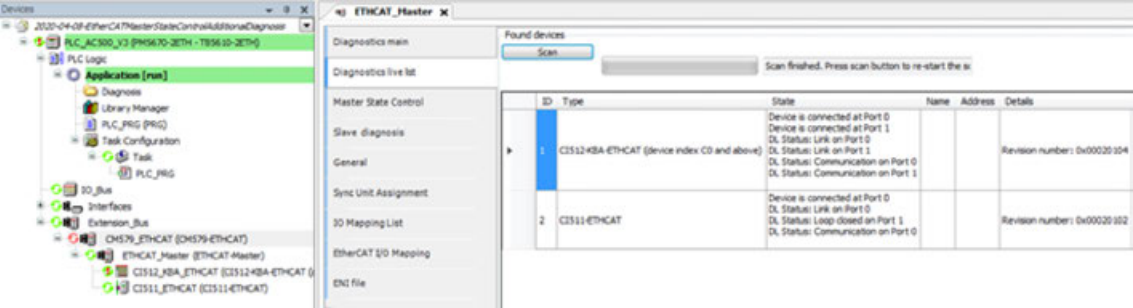 Devices
2020-04-08-EtherCATMasterStateControlAdditionalDiagnosis
PLC_AC500_V3 (PM5670-2ETH - TB5610-2ETH)
PLC Logic
Application [run]
Diagnosis
Library Manager
PLC_PRG (PRG)
Task Configuration
Task
PLC_PRG
IO_Bus
Interfaces
Extension_Bus
CM579_ETHCAT (CM579-ETHCAT)
ETHCAT_Master (ETHCAT-Master)
CI512_KBA_ETHCAT (CI512-KBA-ETHCAT (
CI511_ETHCAT (CI511-ETHCAT)
ETHCAT_Master
Diagnostics main
Diagnostics live list
Master State Control
Slave diagnosis
General
Sync Unit Assignment
IO Mapping List
EtherCAT I/O Mapping
ENI file
Found devices
Scan
Scan finished. Press scan button to re-start the
ID Type State Name Address Details
1 CI512-KBA-ETHCAT (device index C0 and above)
Device is connected at Port 0
Device is connected at Port 1
DL Status: Link on Port 0
DL Status: Link on Port 1
DL Status: Communication on Port 0
DL Status: Communication on Port 1
Revision number: 0x00020104
2 CI511-ETHCAT
Device is connected at Port 0
DL Status: Link on Port 0
DL Status: Loop closed on Port 1
DL Status: Communication on Port 0
Revision number: 0x00020102